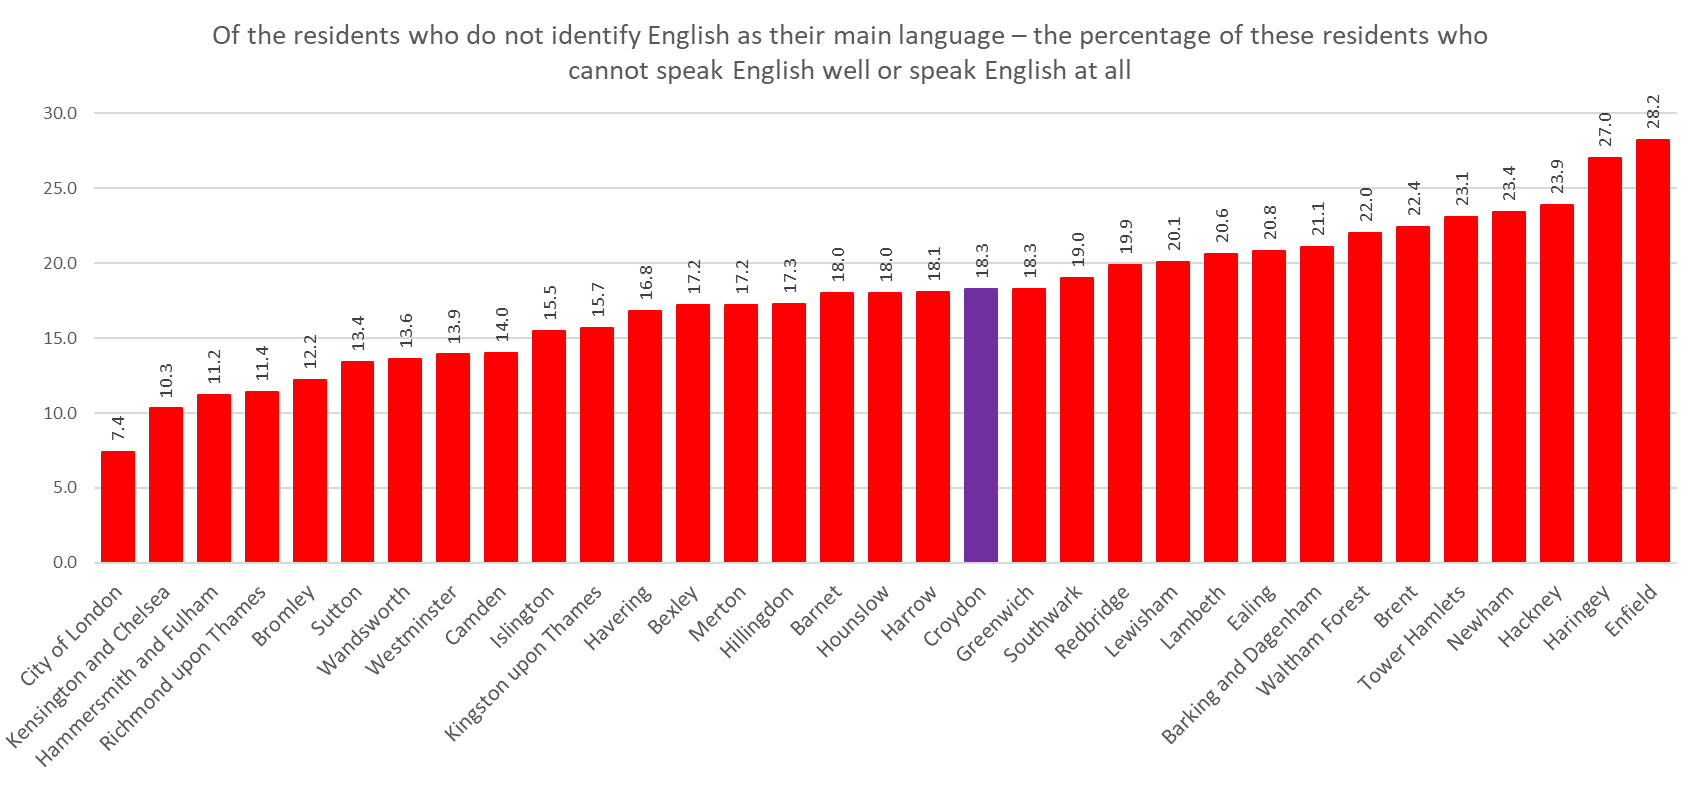 Of the residents who do not identify English as their main language – the percentage of these residents who
cannot speak English well or speak English at all
30.0
25.0
20.0
15.0
10.0
5.0
0.0
7.4
10.3
11.2
11.4
12.2
13.4
13.6
13.9
14.0
15.5
15.7
16.8
17.2
17.2
17.3
18.0
18.0
18.1
18.3
18.3
19.0
19.9
20.1
20.6
20.8
21.1
22.0
22.4
23.1
23.4
23.9
27.0
28.2
City of London
Kensington and Chelsea
Hammersmith and Fulham
Richmond upon Thames
Bromley
Sutton
Wandsworth
Westminster
Camden
Islington
Kingston upon Thames
Havering
Bexley
Merton
Hillingdon
Barnet
Hounslow
Harrow
Croydon
Greenwich
Southwark
Redbridge
Lewisham
Lambeth
Ealing
Barking and Dagenham
Waltham Forest
Brent
Tower Hamlets
Newham
Hackney
Haringey
Enfield